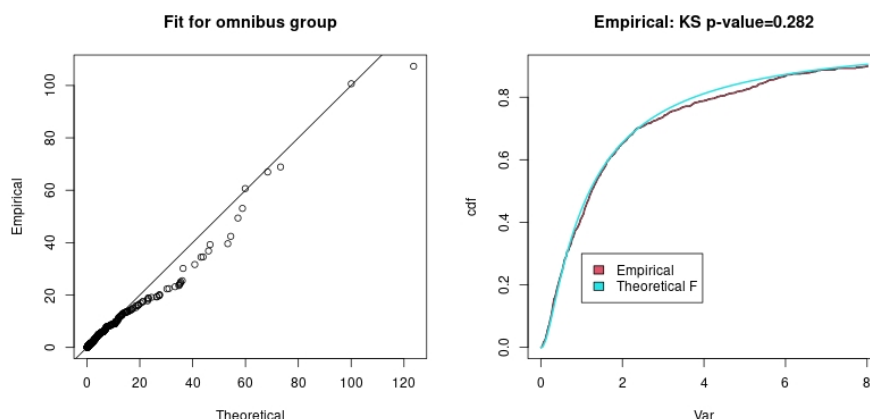 Fit for omnibus group
Empirical
100
80
60
40
20
0
0 20 40 60 80 100 120
Theoretical
Empirical: KS p-value=0.282
cdf
0.8
0.6
0.4
0.2
0.0
Empirical
Theoretical F
0 2 4 6 8
Var